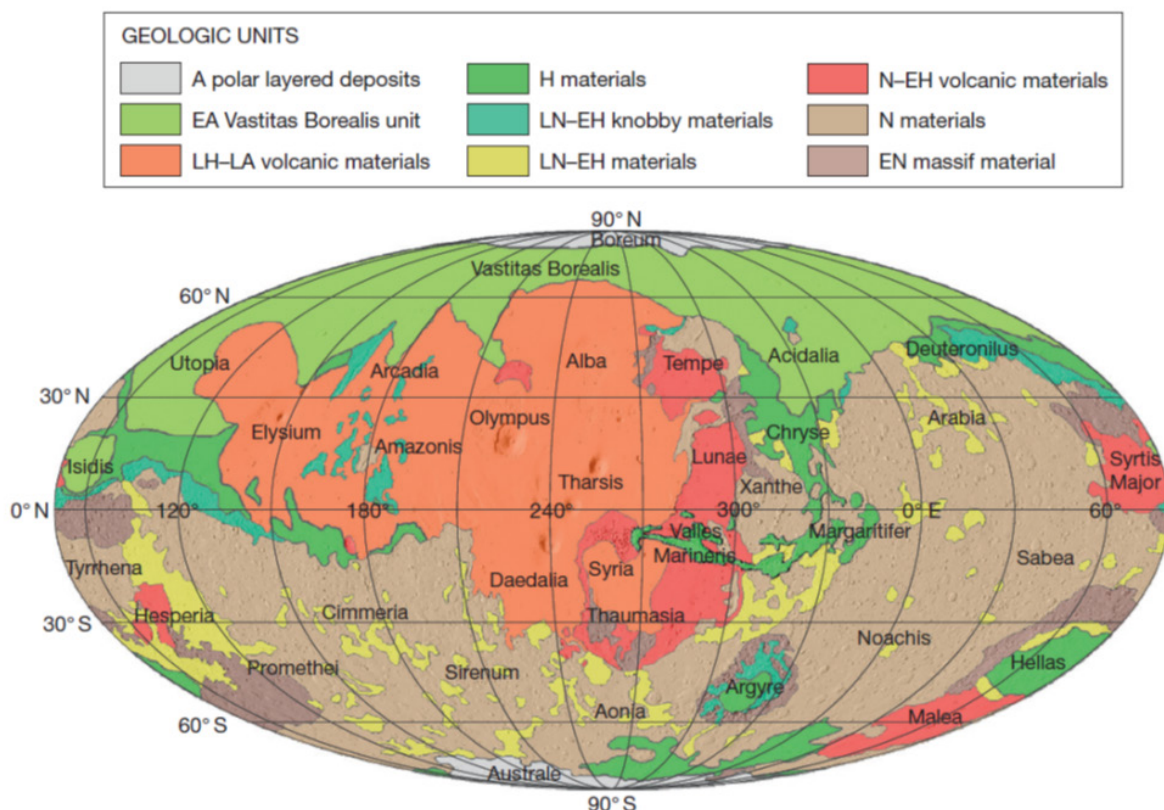 GEOLOGIC UNITS
A polar layered deposits
H materials
N–EH volcanic materials
EA Vastitas Borealis unit
LN–EH knobby materials
N materials
LH–LA volcanic materials
LN–EH materials
EN massif material
90° N
Boreum
Vastitas Borealis
60° N
Utopia
Arcadia
Alba
Tempe
Acidalia
Deuteronilus
30° N
Elysium
Olympus
Amazonis
Chryse
Arabia
Isidis
Tharsis
Lunae
Xanthe
Syrtis
Major
0° N
120°
180°
240°
300°
0° E
60°
Valles
Marineris
Margaritifer
Tyrrhena
Daedalia
Syria
Sabea
Hesperia
Cimmeria
Thaumasia
30° S
Noachis
Promethei
Sirenum
Argyre
Hellas
Aonia
Malea
60° S
Australe
90° S